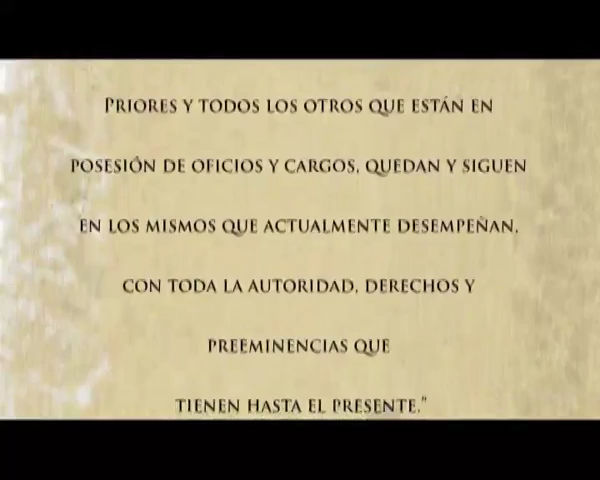 PRIORES Y TODOS LOS OTROS QUE ESTÁN EN
POSESIÓN DE OFICIOS Y CARGOS, QUEDAN Y SIGUEN
EN LOS MISMOS QUE ACTUALMENTE DESEMPEÑAN,
CON TODA LA AUTORIDAD, DERECHOS Y
PREEMINENCIAS QUE
TIENEN HASTA EL PRESENTE."